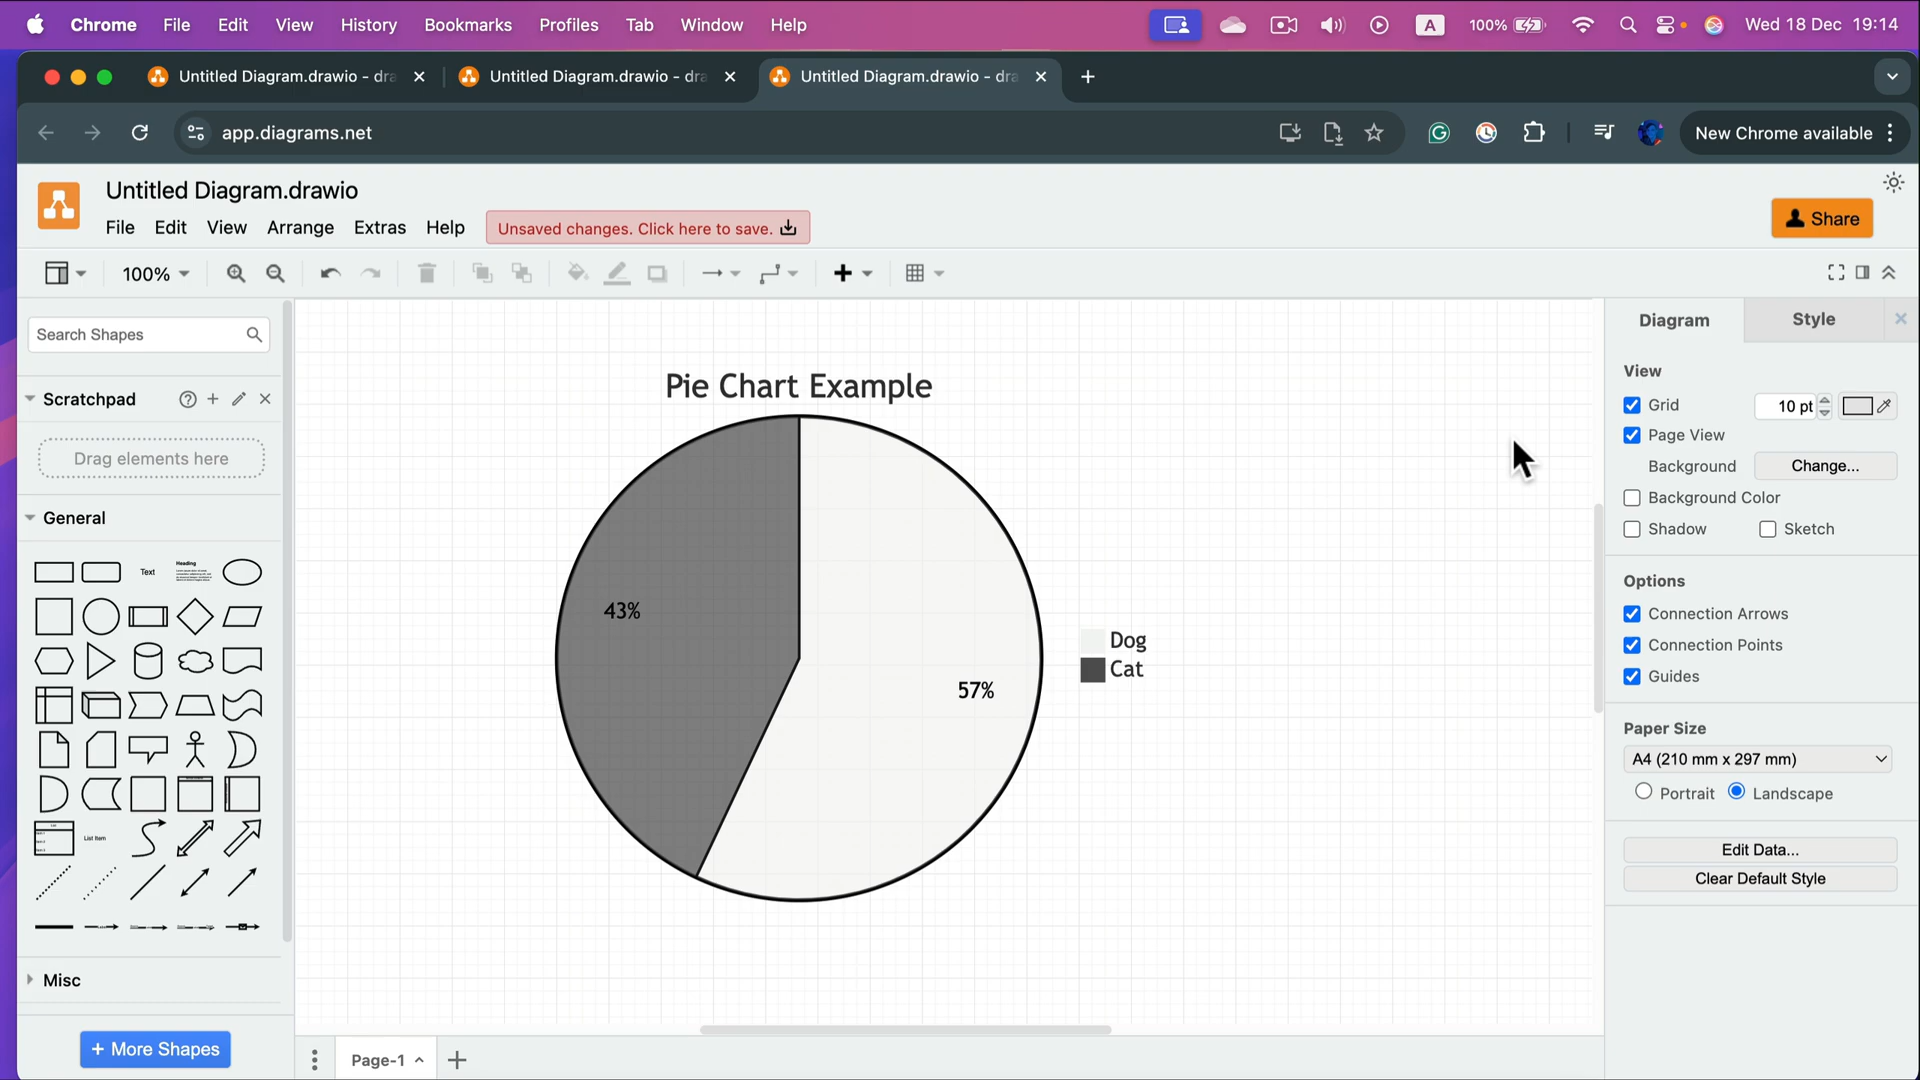 Chrome File Edit View History Bookmarks Profiles Tab Window Help A 100% Wed 18 Dec 19:14
Untitled Diagram.drawio - dra Untitled Diagram.drawio - dra Untitled Diagram.drawio - dra
app.diagrams.net New Chrome available
Untitled Diagram.drawio
File Edit View Arrange Extras Help Unsaved changes. Click here to save. Share
100%
Search Shapes
Scratchpad
Drag elements here
General
Heading
Text
List Item
Misc
+ More Shapes
Pie Chart Example
43%
57%
Dog
Cat
Page-1
Diagram Style
View
Grid 10 pt
Page View
Background Change...
Background Color
Shadow Sketch
Options
Connection Arrows
Connection Points
Guides
Paper Size
A4 (210 mm x 297 mm)
Portrait Landscape
Edit Data...
Clear Default Style